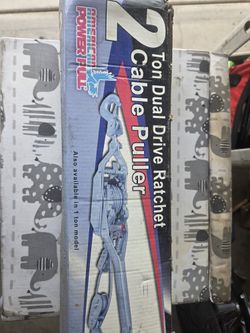 AMERICAN
POWER PULL
2
Ton Dual Drive Ratchet
Cable Puller
Also available in 1 ton model